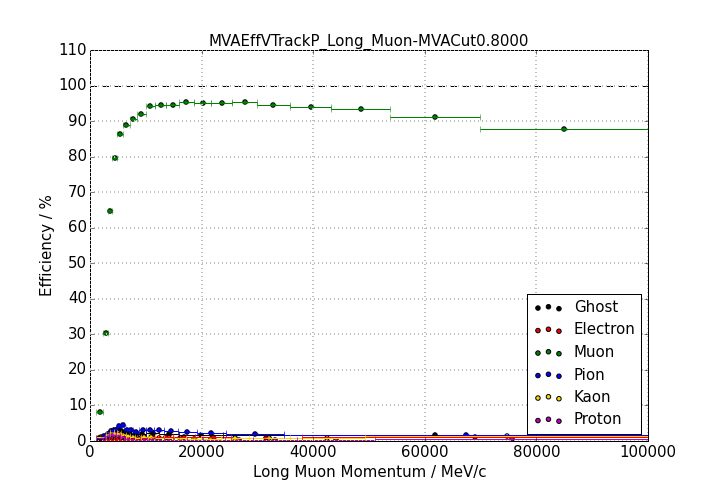 MVAEffVTrackP_Long_Muon-MVACut0.8000
110
100
90
80
70
60
50
40
30
20
10
0
Efficiency / %
Ghost
Electron
Muon
Pion
Kaon
Proton
0 20000 40000 60000 80000 100000
Long Muon Momentum / MeV/c